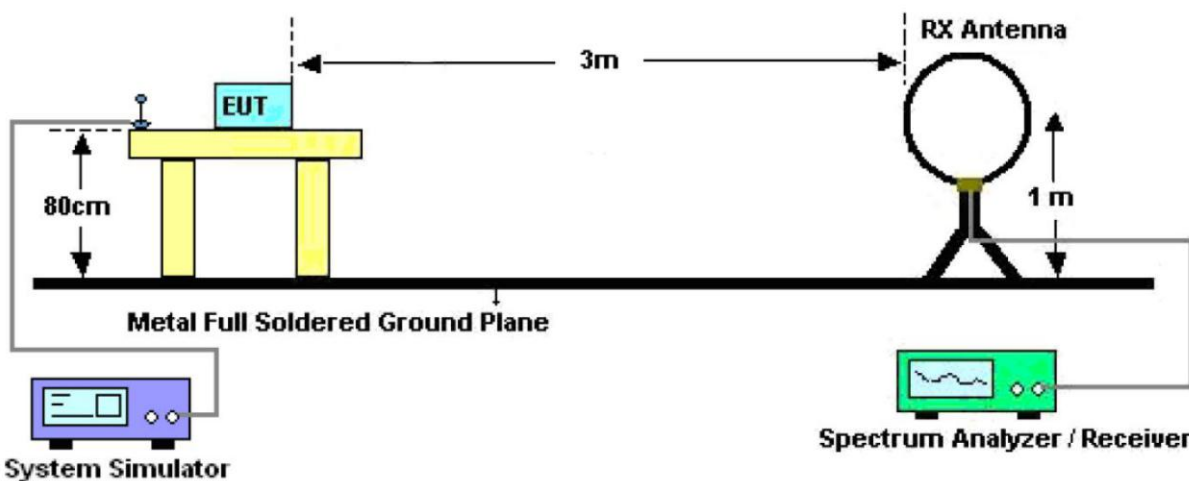 RX Antenna
3m
EUT
80cm
1 m
Metal Full Soldered Ground Plane
System Simulator
Spectrum Analyzer / Receiver